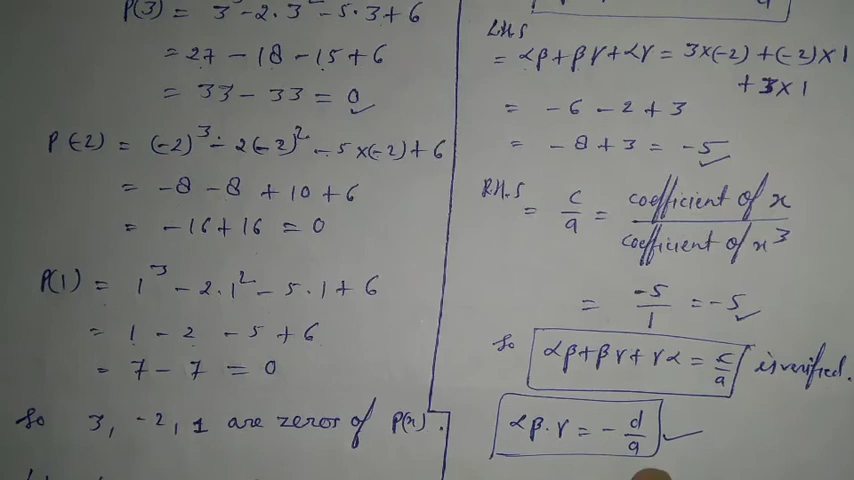 P(3) = 3³ - 2·3² - 5·3 + 6
= 27 - 18 - 15 + 6
= 33 - 33 = 0 ✓
P(-2) = (-2)³ - 2(-2)² - 5×(-2) + 6
= -8 - 8 + 10 + 6
= -16 + 16 = 0
P(1) = 1³ - 2·1² - 5·1 + 6
= 1 - 2 - 5 + 6
= 7 - 7 = 0
So 3, -2, 1 are zeros of P(x).
L.H.S
= αβ + βγ + αγ = 3×(-2) + (-2)×1
+ 3×1
= -6 - 2 + 3
= -8 + 3 = -5 ✓
R.H.S
= c/a = coefficient of x / coefficient of x³
= -5/1 = -5 ✓
So αβ + βγ + γα = c/a is verified.
αβ·γ = - d/a ✓